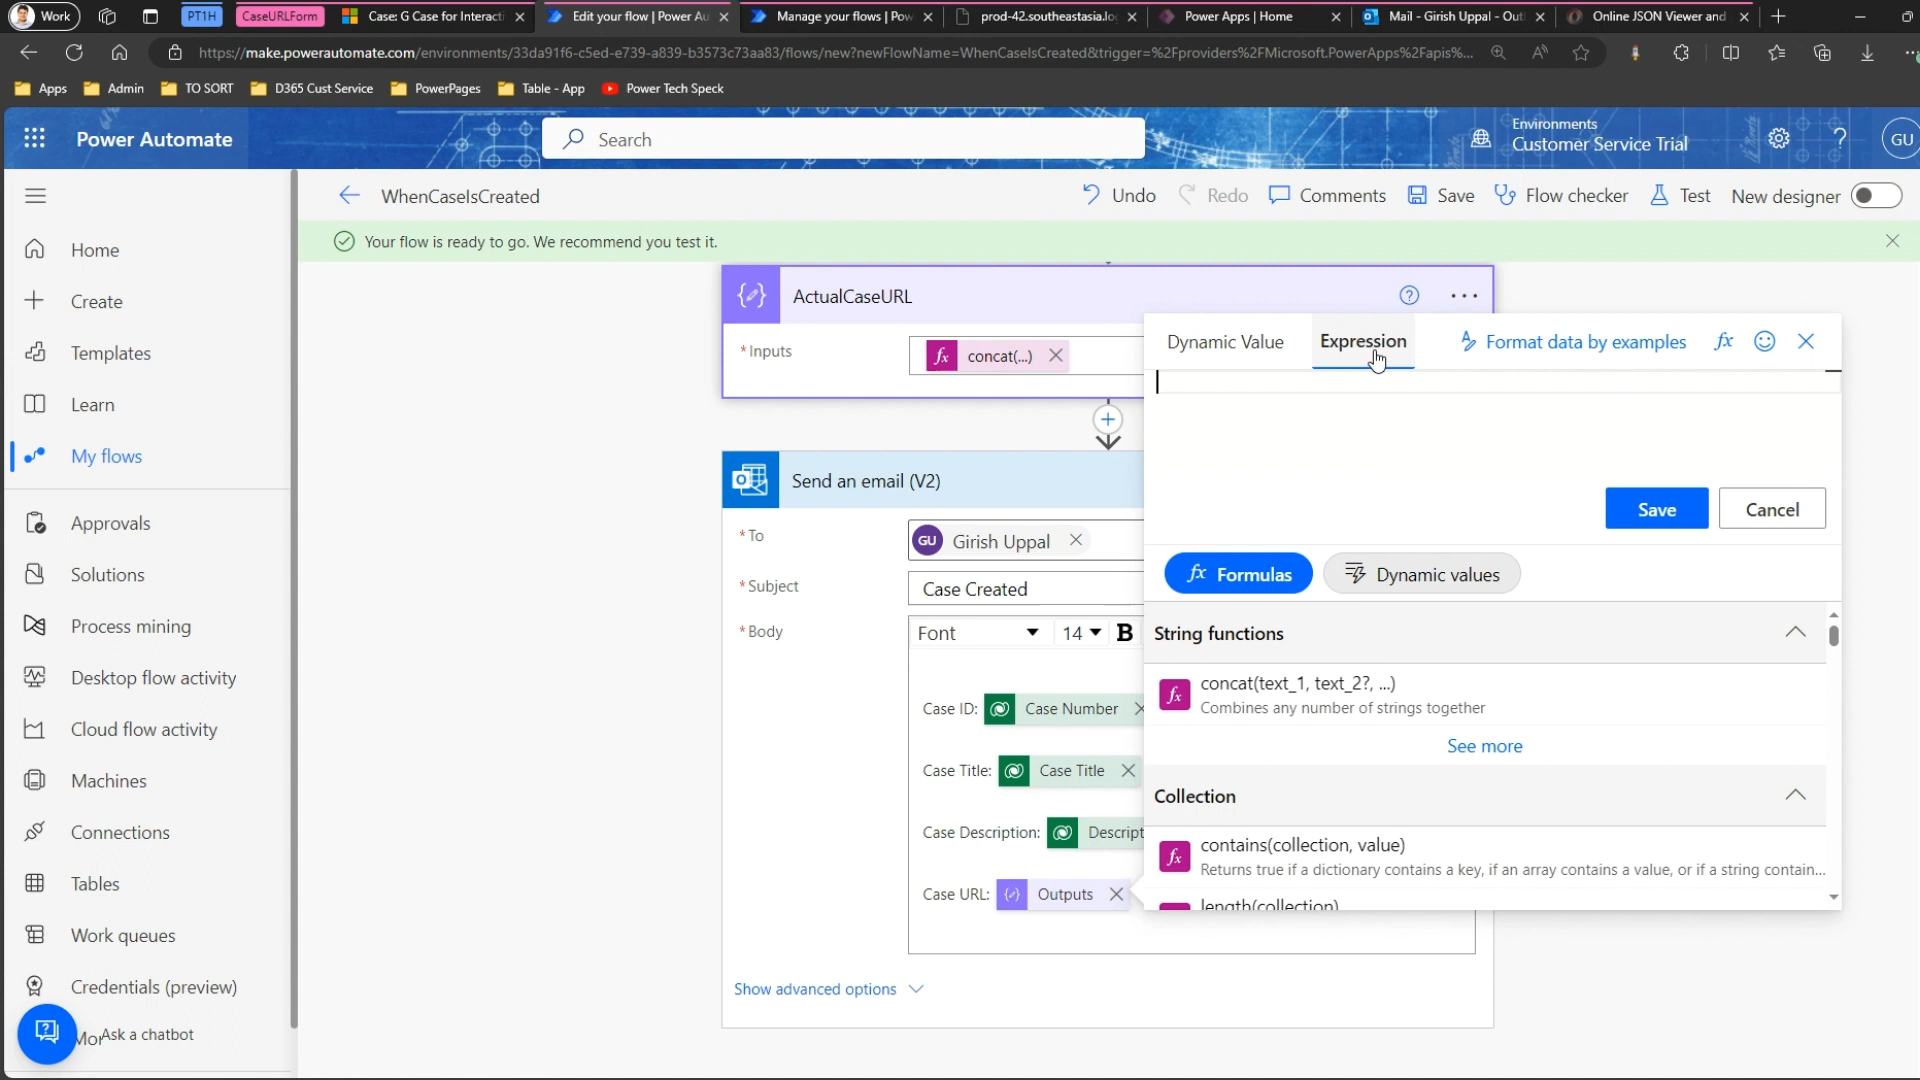 Work
PT1H
CaseURLForm
Case: G Case for Interacti
Edit your flow | Power Au
Manage your flows | Pow
prod-42.southeastasia.lo
Power Apps | Home
Mail - Girish Uppal - Out
Online JSON Viewer and
https://make.powerautomate.com/environments/33da91f6-c5ed-e739-a839-b3573c73aa83/flows/new?newFlowName=WhenCaseIsCreated&trigger=%2Fproviders%2FMicrosoft.PowerApps%2Fapis%...
Apps
Admin
TO SORT
D365 Cust Service
PowerPages
Table - App
Power Tech Speck
Power Automate
Search
Environments
Customer Service Trial
GU
WhenCaseIsCreated
Undo
Redo
Comments
Save
Flow checker
Test
New designer
Your flow is ready to go. We recommend you test it.
Home
Create
Templates
Learn
My flows
Approvals
Solutions
Process mining
Desktop flow activity
Cloud flow activity
Machines
Connections
Tables
Work queues
Credentials (preview)
Mor
Ask a chatbot
ActualCaseURL
* Inputs
fx concat(...)
Send an email (V2)
* To
GU Girish Uppal
* Subject
Case Created
* Body
Font
14
B
Case ID: Case Number
Case Title: Case Title
Case Description: Descript
Case URL: Outputs
Show advanced options
Dynamic Value
Expression
Format data by examples
fx
Save
Cancel
fx Formulas
Dynamic values
String functions
fx
concat(text_1, text_2?, ...)
Combines any number of strings together
See more
Collection
fx
contains(collection, value)
Returns true if a dictionary contains a key, if an array contains a value, or if a string contain...
length(collection)